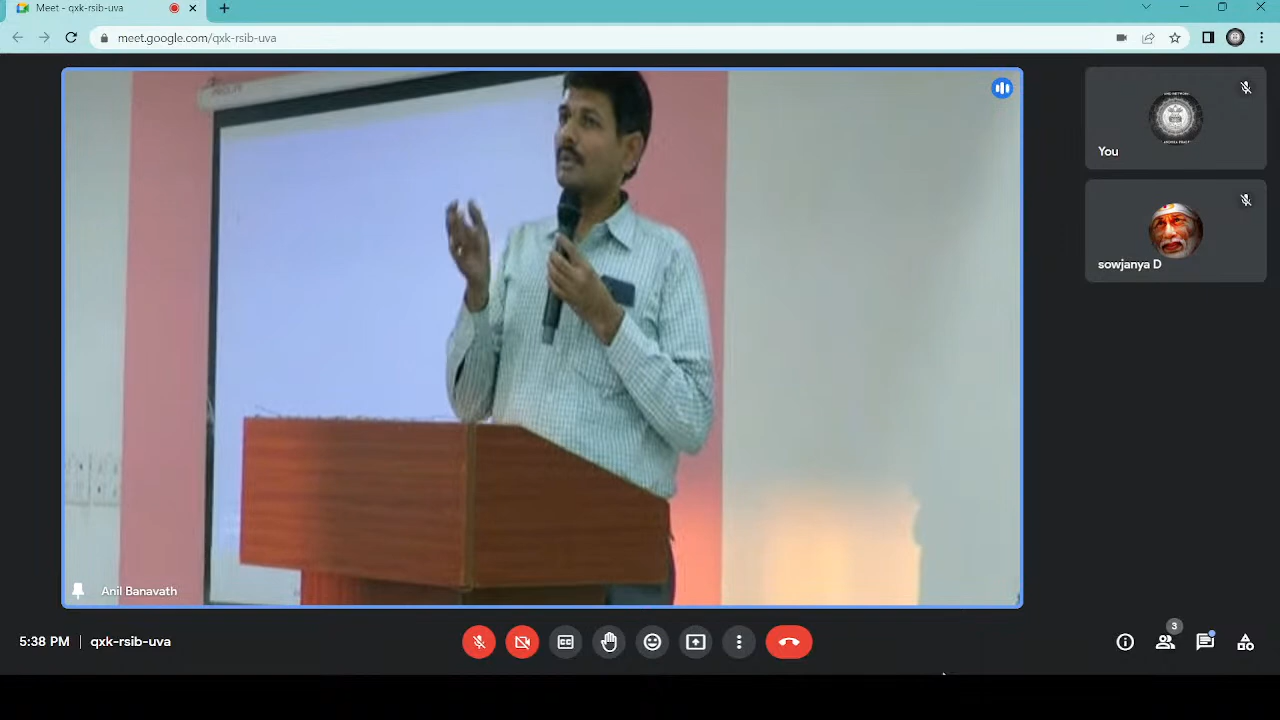 Meet - qxk-rsib-uva
meet.google.com/qxk-rsib-uva
You
sowjanya D
Anil Banavath
5:38 PM | qxk-rsib-uva
3